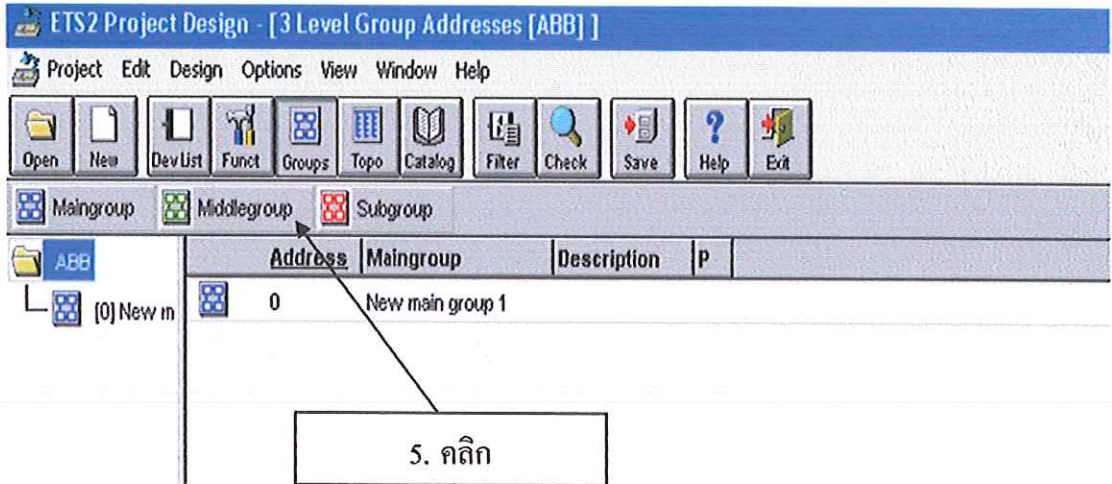 ETS2 Project Design - [3 Level Group Addresses [ABB] ]
Project Edit Design Options View Window Help
Open New Dev List Funct Groups Topo Catalog Filter Check Save Help Exit
Maingroup Middlegroup Subgroup
ABB Address Maingroup Description P
[0] New m 0 New main group 1
5. คลิก